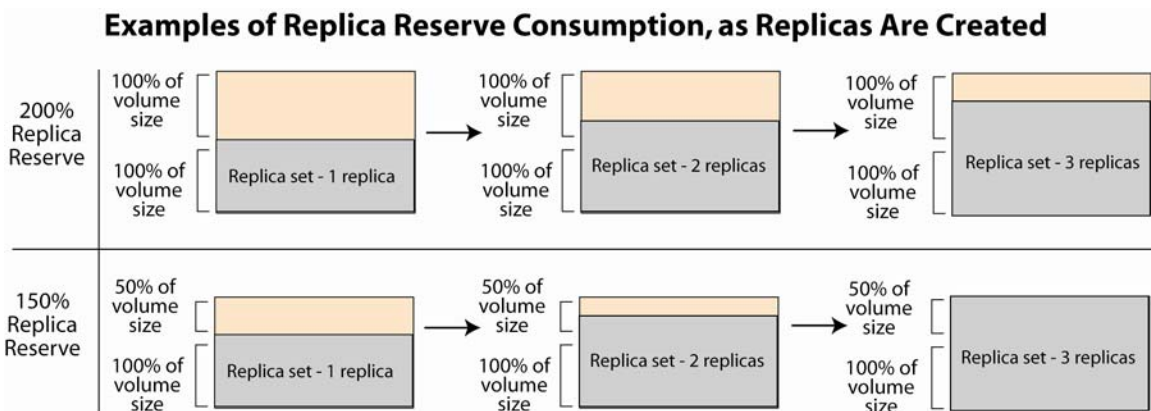 Examples of Replica Reserve Consumption, as Replicas Are Created
200%
Replica
Reserve
100% of
volume
size
100% of
volume
size
Replica set - 1 replica
100% of
volume
size
100% of
volume
size
Replica set - 2 replicas
100% of
volume
size
100% of
volume
size
Replica set - 3 replicas
150%
Replica
Reserve
50% of
volume
size
100% of
volume
size
Replica set - 1 replica
50% of
volume
size
100% of
volume
size
Replica set - 2 replicas
50% of
volume
size
100% of
volume
size
Replica set - 3 replicas